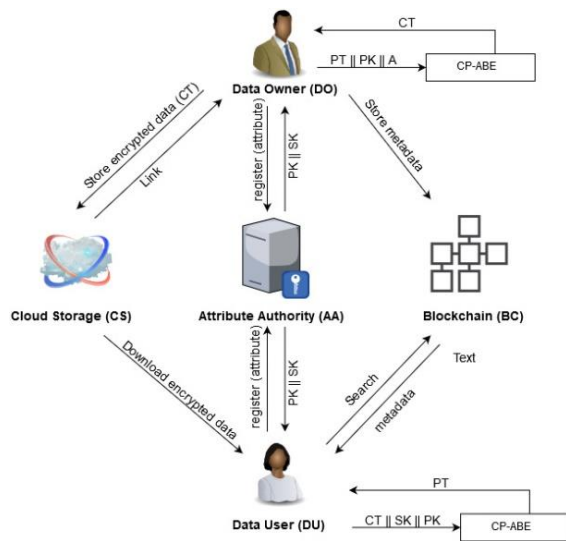 CT
PT || PK || A
CP-ABE
Data Owner (DO)
Store encrypted data (CT)
Link
register (attribute)
PK || SK
Store metadata
Cloud Storage (CS)
Attribute Authority (AA)
Blockchain (BC)
Download encrypted data
register (attribute)
PK || SK
Search
metadata
Text
PT
Data User (DU)
CT || SK || PK
CP-ABE